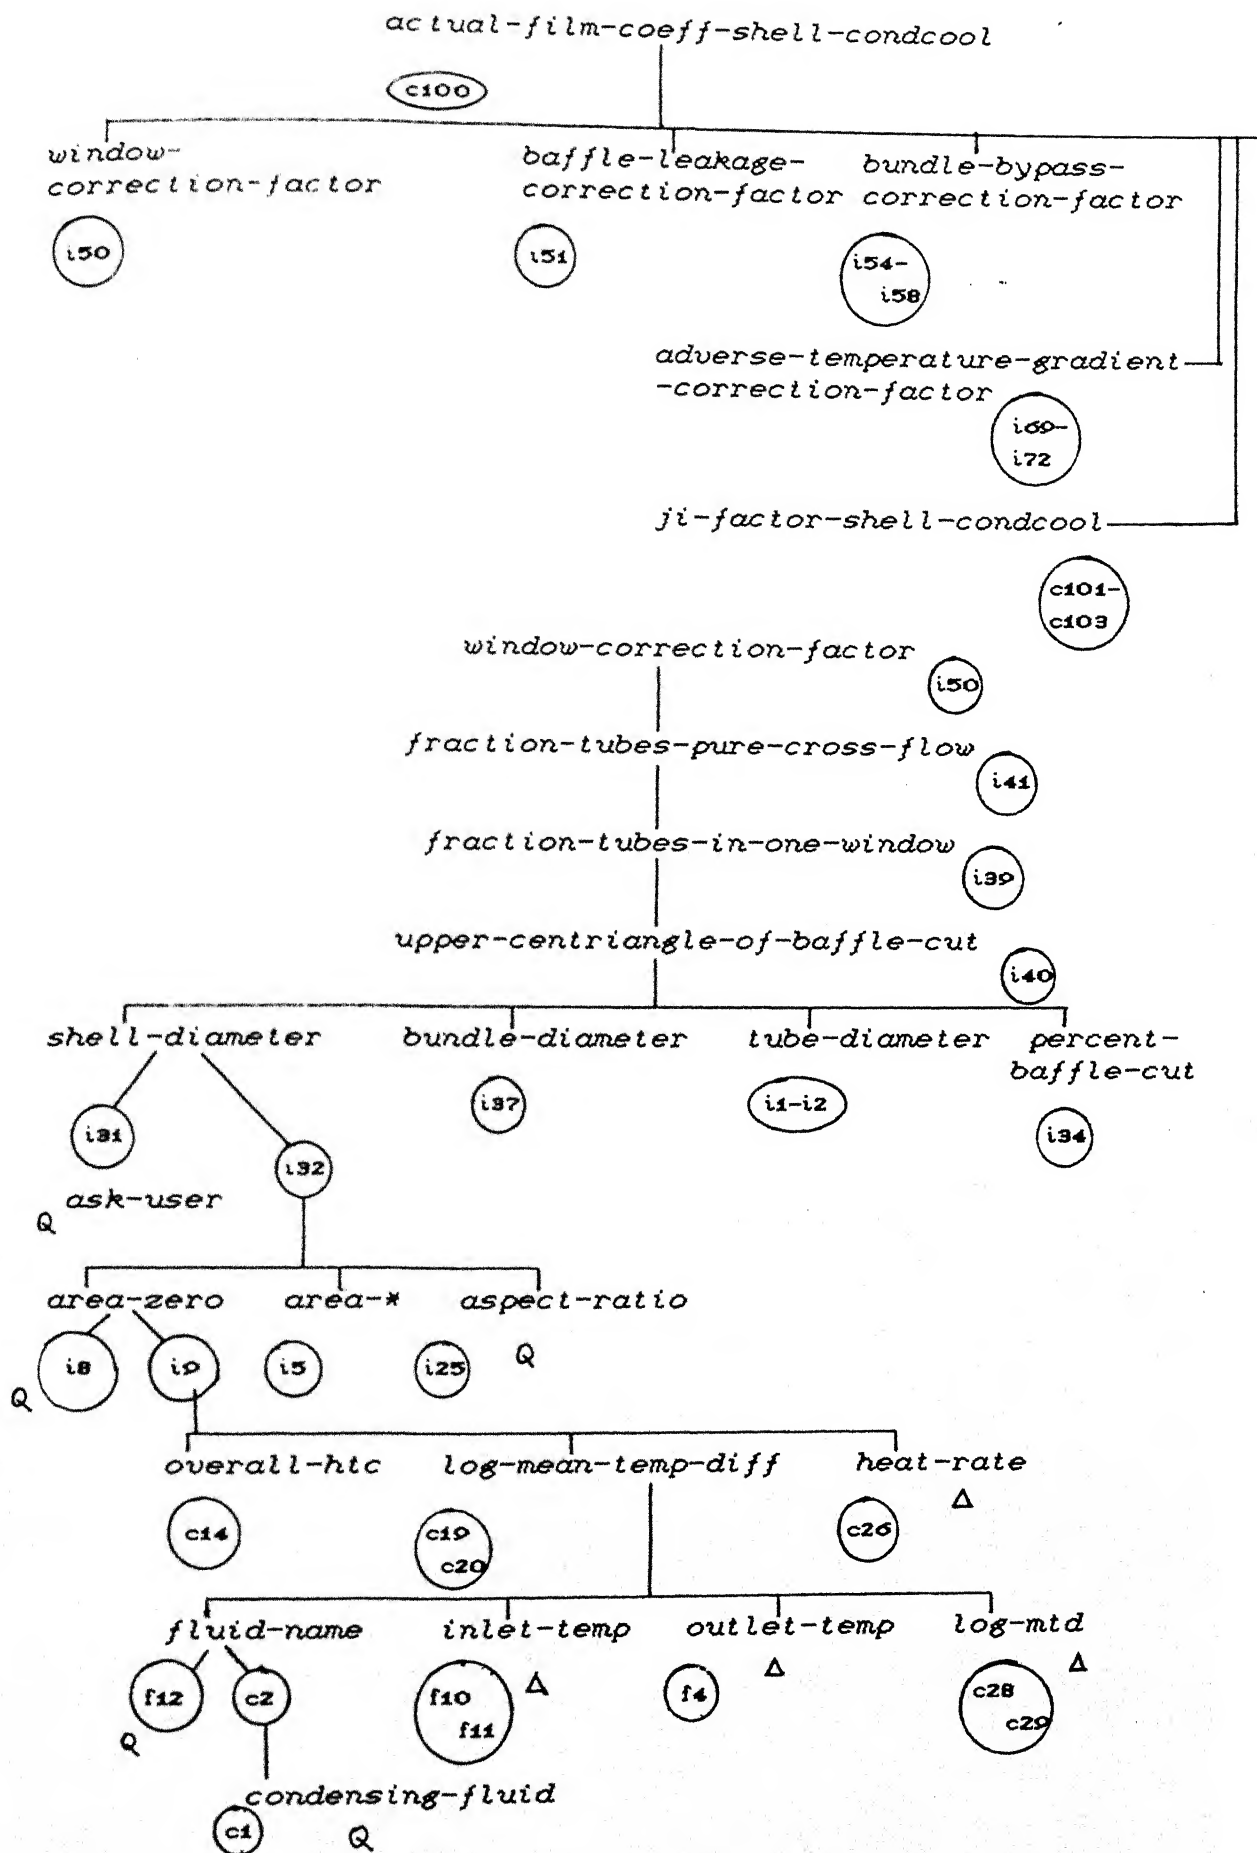 actual-film-coeff-shell-condcool
c100
window-
correction-factor
baffle-leakage-
correction-factor
bundle-bypass-
correction-factor
i50
i51
i54-
i58
adverse-temperature-gradient
-correction-factor
i69-
i72
ji-factor-shell-condcool
c101-
c103
window-correction-factor
i50
fraction-tubes-pure-cross-flow
i41
fraction-tubes-in-one-window
i39
upper-centriangle-of-baffle-cut
i40
shell-diameter
bundle-diameter
tube-diameter
percent-
baffle-cut
i31
i37
i1-i2
i34
i32
Q ask-user
area-zero
area-*
aspect-ratio
Q i8
i9
i5
i25
Q
overall-htc
log-mean-temp-diff
heat-rate
Δ
c14
c19
c20
c26
fluid-name
inlet-temp
outlet-temp
log-mtd
f12
c2
f10
f11
Δ
f4
Δ
c28
c29
Δ
Q
condensing-fluid
c1
Q